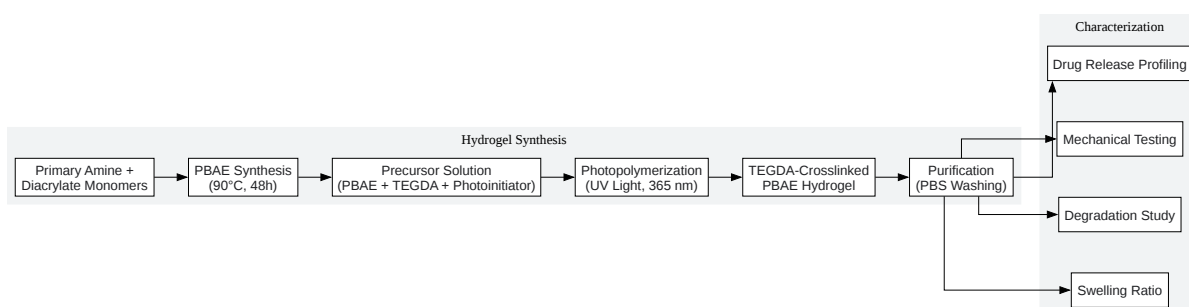 Characterization
Drug Release Profiling
Hydrogel Synthesis
Mechanical Testing
Primary Amine +
Diacrylate Monomers
PBAE Synthesis
(90°C, 48h)
Precursor Solution
(PBAE + TEGDA + Photoinitiator)
Photopolymerization
(UV Light, 365 nm)
TEGDA-Crosslinked
PBAE Hydrogel
Purification
(PBS Washing)
Degradation Study
Swelling Ratio